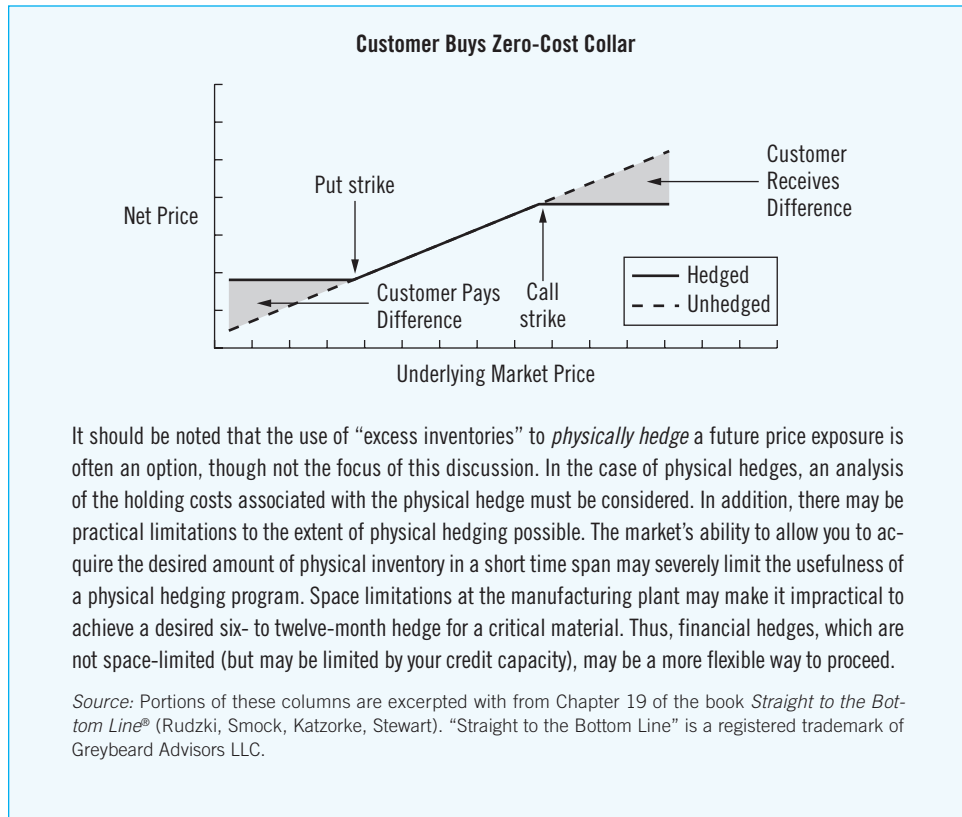 Customer Buys Zero-Cost Collar
Customer
Receives
Difference
Put strike
Net Price
Hedged
Unhedged
Customer Pays
Difference
Call
strike
Underlying Market Price
It should be noted that the use of “excess inventories” to physically hedge a future price exposure is
often an option, though not the focus of this discussion. In the case of physical hedges, an analysis
of the holding costs associated with the physical hedge must be considered. In addition, there may be
practical limitations to the extent of physical hedging possible. The market’s ability to allow you to ac-
quire the desired amount of physical inventory in a short time span may severely limit the usefulness of
a physical hedging program. Space limitations at the manufacturing plant may make it impractical to
achieve a desired six- to twelve-month hedge for a critical material. Thus, financial hedges, which are
not space-limited (but may be limited by your credit capacity), may be a more flexible way to proceed.
Source: Portions of these columns are excerpted with from Chapter 19 of the book Straight to the Bot-
tom Line® (Rudzki, Smock, Katzorke, Stewart). “Straight to the Bottom Line” is a registered trademark of
Greybeard Advisors LLC.